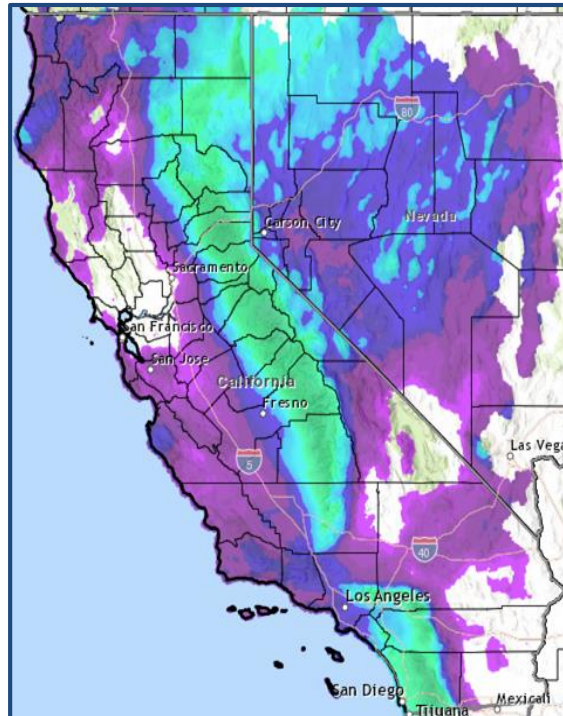 80
Carson City
Nevada
Sacramento
San Francisco
San Jose
California
Fresno
5
Las Vega
40
Los Angeles
San Diego
Tijuana
Mexicali